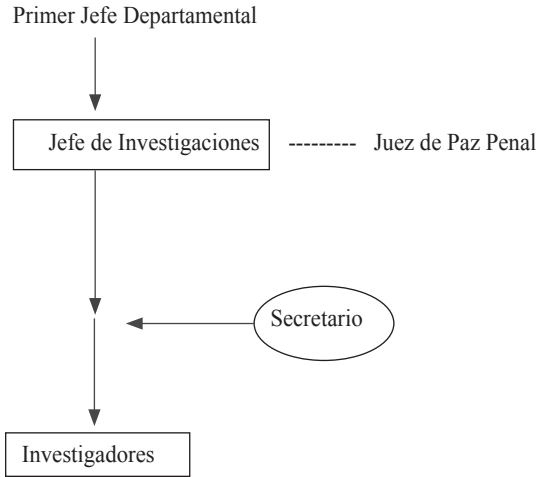 Primer Jefe Departamental
Jefe de Investigaciones --------- Juez de Paz Penal
Secretario
Investigadores